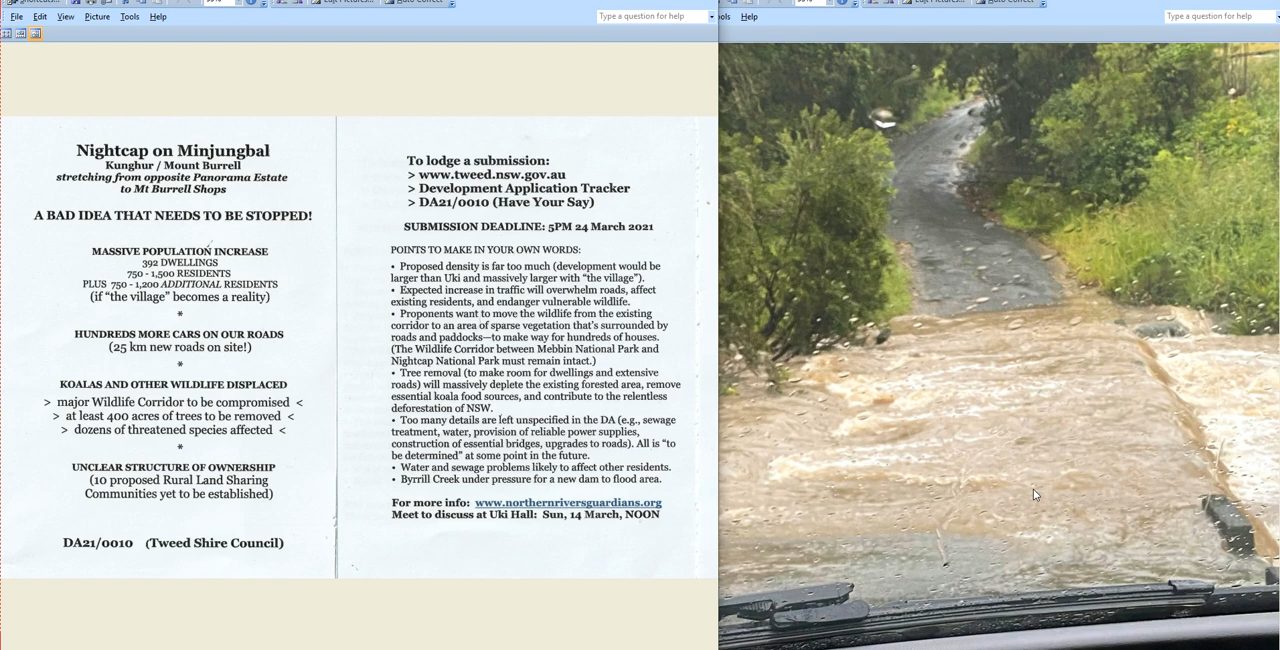 File Edit View Picture Tools Help
Type a question for help
Help
Type a question for help
Nightcap on Minjungbal
Kunghur / Mount Burrell
stretching from opposite Panorama Estate
to Mt Burrell Shops
A BAD IDEA THAT NEEDS TO BE STOPPED!
MASSIVE POPULATION INCREASE
392 DWELLINGS
750 - 1,500 RESIDENTS
PLUS 750 - 1,200 ADDITIONAL RESIDENTS
(if “the village” becomes a reality)
*
HUNDREDS MORE CARS ON OUR ROADS
(25 km new roads on site!)
*
KOALAS AND OTHER WILDLIFE DISPLACED
> major Wildlife Corridor to be compromised <
> at least 400 acres of trees to be removed <
> dozens of threatened species affected <
*
UNCLEAR STRUCTURE OF OWNERSHIP
(10 proposed Rural Land Sharing
Communities yet to be established)
DA21/0010 (Tweed Shire Council)
To lodge a submission:
> www.tweed.nsw.gov.au
> Development Application Tracker
> DA21/0010 (Have Your Say)
SUBMISSION DEADLINE: 5PM 24 March 2021
POINTS TO MAKE IN YOUR OWN WORDS:
• Proposed density is far too much (development would be
larger than Uki and massively larger with “the village”).
• Expected increase in traffic will overwhelm roads, affect
existing residents, and endanger vulnerable wildlife.
• Proponents want to move the wildlife from the existing
corridor to an area of sparse vegetation that’s surrounded by
roads and paddocks—to make way for hundreds of houses.
(The Wildlife Corridor between Mebbin National Park and
Nightcap National Park must remain intact.)
• Tree removal (to make room for dwellings and extensive
roads) will massively deplete the existing forested area, remove
essential koala food sources, and contribute to the relentless
deforestation of NSW.
• Too many details are left unspecified in the DA (e.g., sewage
treatment, water, provision of reliable power supplies,
construction of essential bridges, upgrades to roads). All is “to
be determined” at some point in the future.
• Water and sewage problems likely to affect other residents.
• Byrrill Creek under pressure for a new dam to flood area.
For more info: www.northernriversguardians.org
Meet to discuss at Uki Hall: Sun, 14 March, NOON